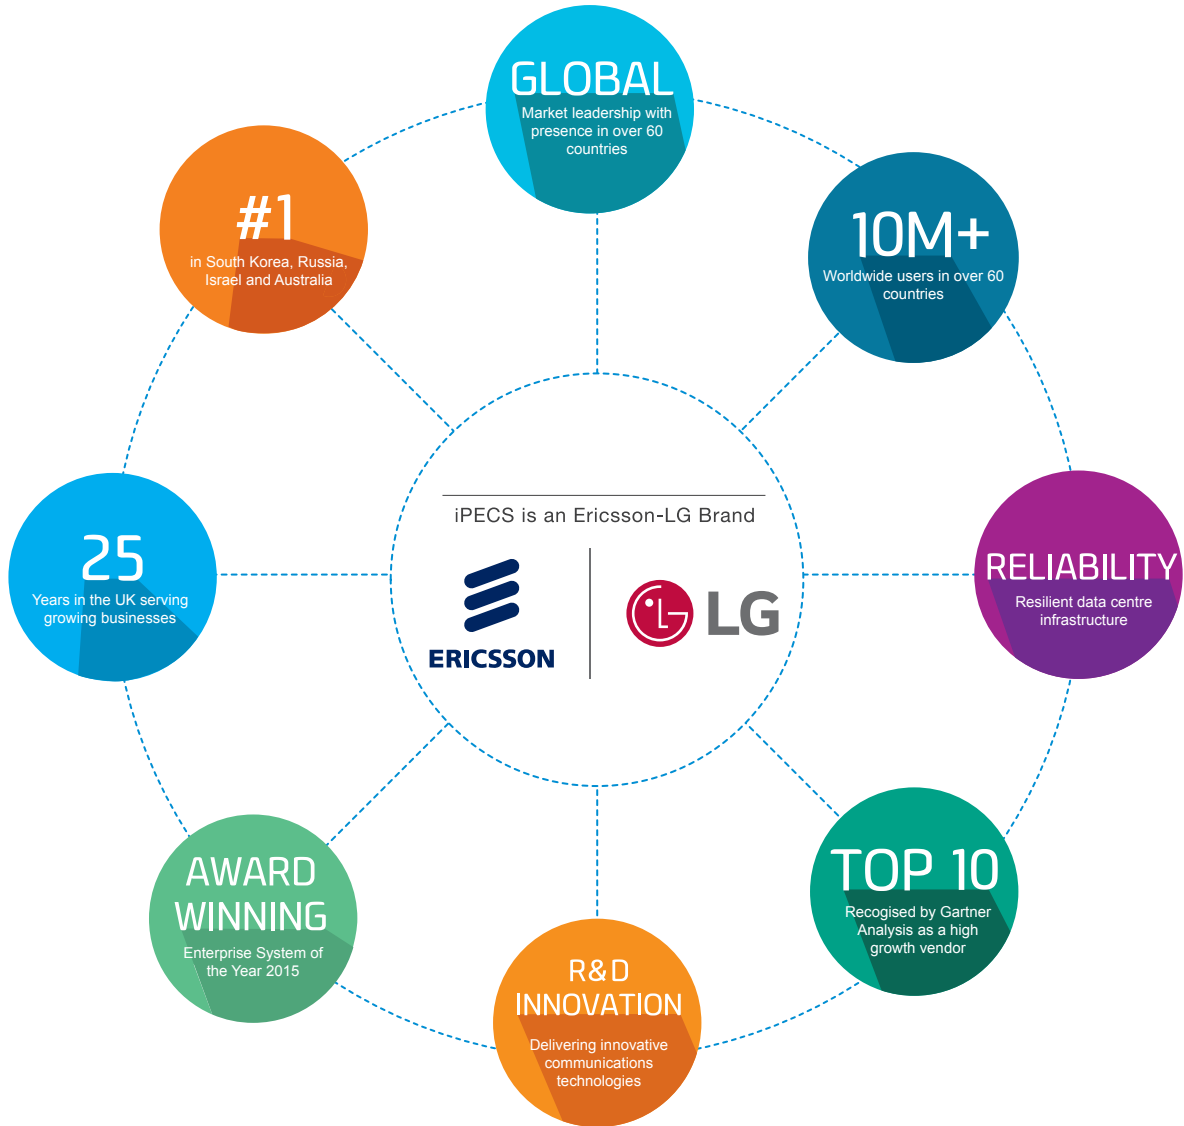 GLOBAL
Market leadership with
presence in over 60
countries
10M+
Worldwide users in over 60
countries
RELIABILITY
Resilient data centre
infrastructure
TOP 10
Recogised by Gartner
Analysis as a high
growth vendor
R&D
INNOVATION
Delivering innovative
communications
technologies
AWARD
WINNING
Enterprise System of
the Year 2015
25
Years in the UK serving
growing businesses
#1
in South Korea, Russia,
Israel and Australia
iPECS is an Ericsson-LG Brand
ERICSSON
LG